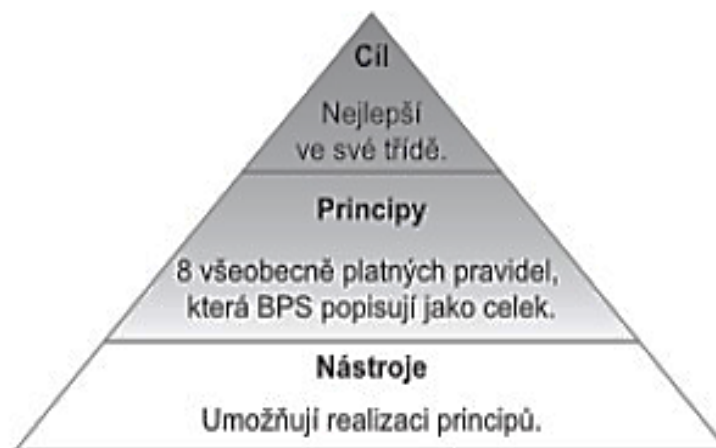 Cíl
Nejlepší
ve své třídě.
Principy
8 všeobecně platných pravidel,
která BPS popisují jako celek.
Nástroje
Umožňují realizaci principů.